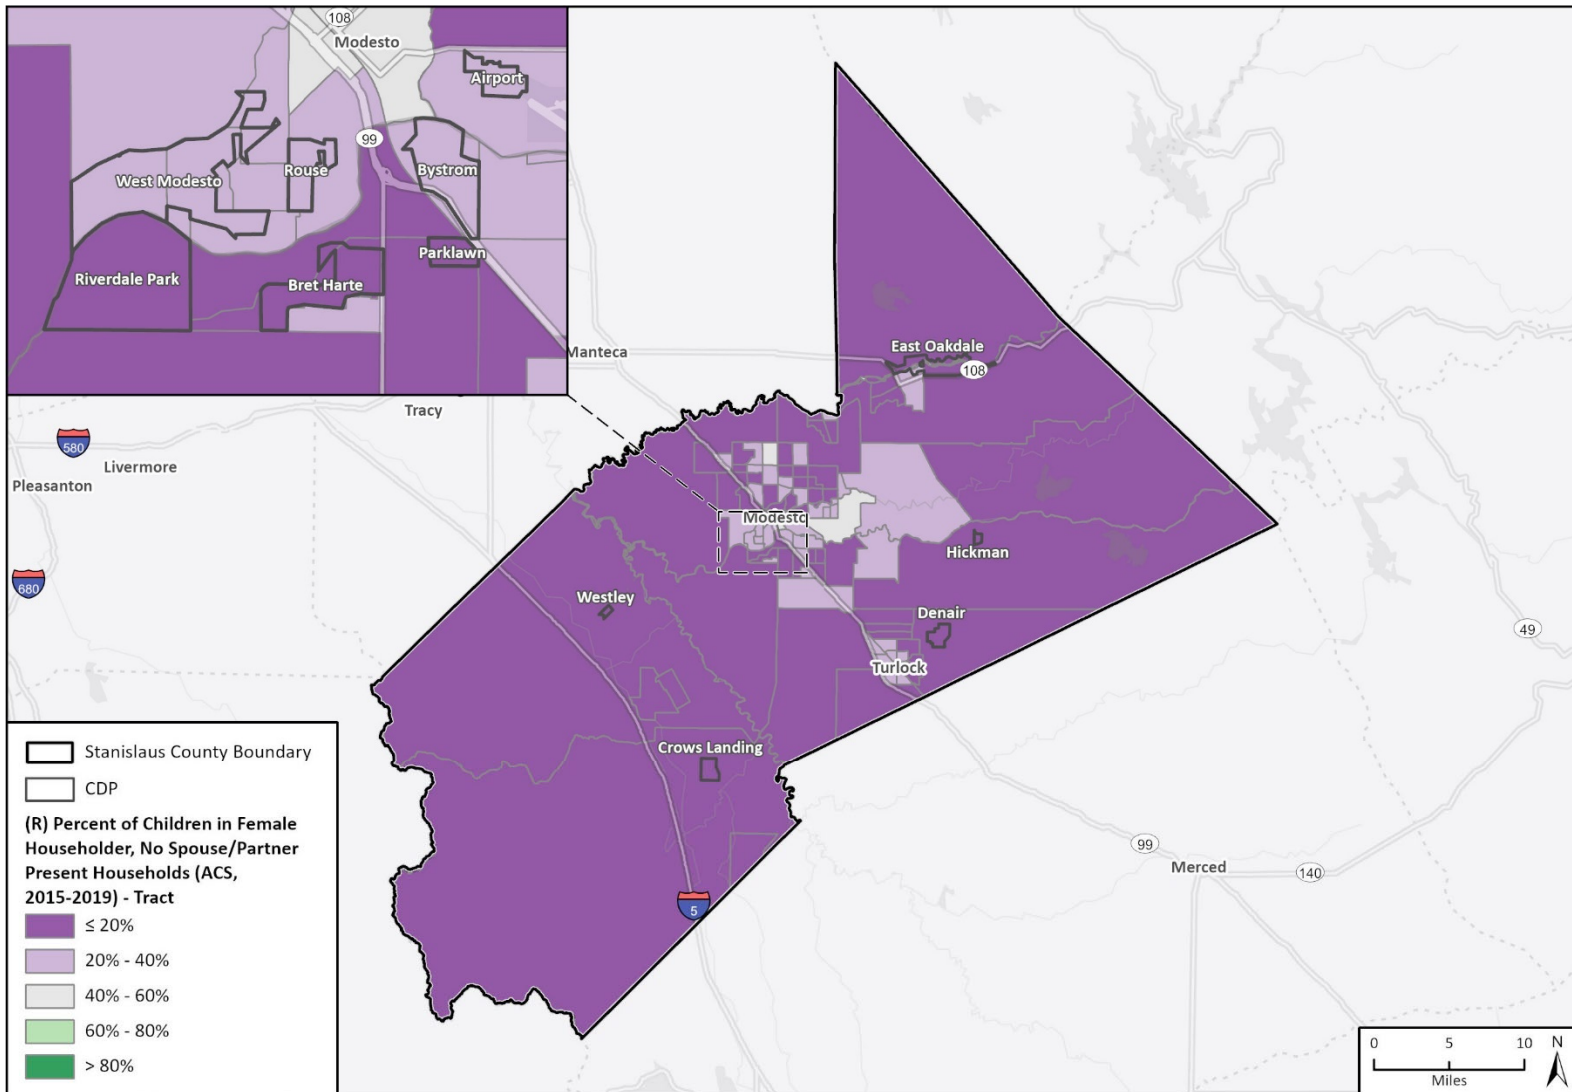 108
Modesto
Airport
99
West Modesto
Rouse
Bystrom
Riverdale Park
Bret Harte
Parklawn
Manteca
Tracy
580
Livermore
Pleasanton
680
East Oakdale
108
Modesto
Hickman
Westley
Denair
Turlock
49
Crows Landing
5
99
Merced
140
Stanislaus County Boundary
CDP
(R) Percent of Children in Female
Householder, No Spouse/Partner
Present Households (ACS,
2015-2019) - Tract
≤ 20%
20% - 40%
40% - 60%
60% - 80%
> 80%
0 5 10
Miles
N